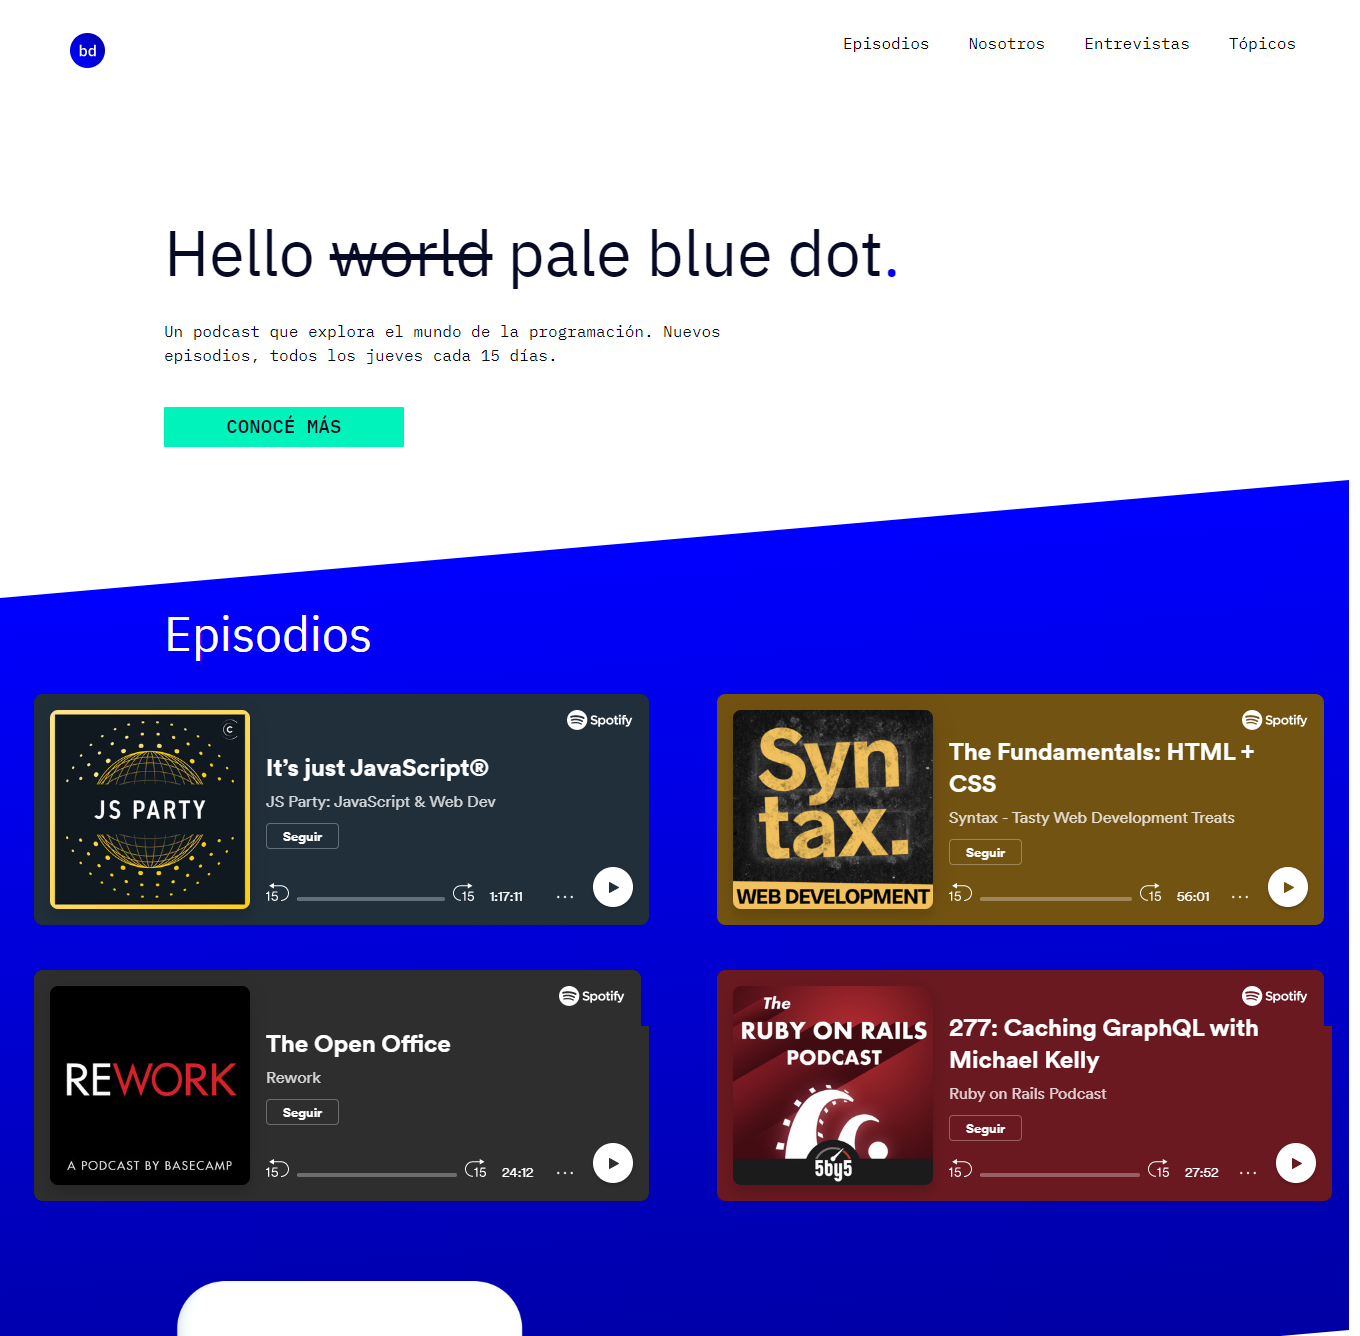 bd
Episodios Nosotros Entrevistas Tópicos
Hello world pale blue dot.
Un podcast que explora el mundo de la programación. Nuevos
episodios, todos los jueves cada 15 días.
CONOCÉ MÁS
Episodios
C
JS PARTY
Spotify
It’s just JavaScript®
JS Party: JavaScript & Web Dev
Seguir
15 15 1:17:11 ...
Syn
tax.
WEB DEVELOPMENT
Spotify
The Fundamentals: HTML +
CSS
Syntax - Tasty Web Development Treats
Seguir
15 15 56:01 ...
REWORK
A PODCAST BY BASECAMP
Spotify
The Open Office
Rework
Seguir
15 15 24:12 ...
The
RUBY ON RAILS
PODCAST
5by5
Spotify
277: Caching GraphQL with
Michael Kelly
Ruby on Rails Podcast
Seguir
15 15 27:52 ...